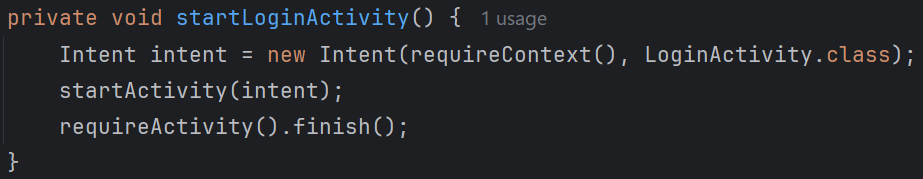 private void startLoginActivity() { 1 usage
    Intent intent = new Intent(requireContext(), LoginActivity.class);
    startActivity(intent);
    requireActivity().finish();
}